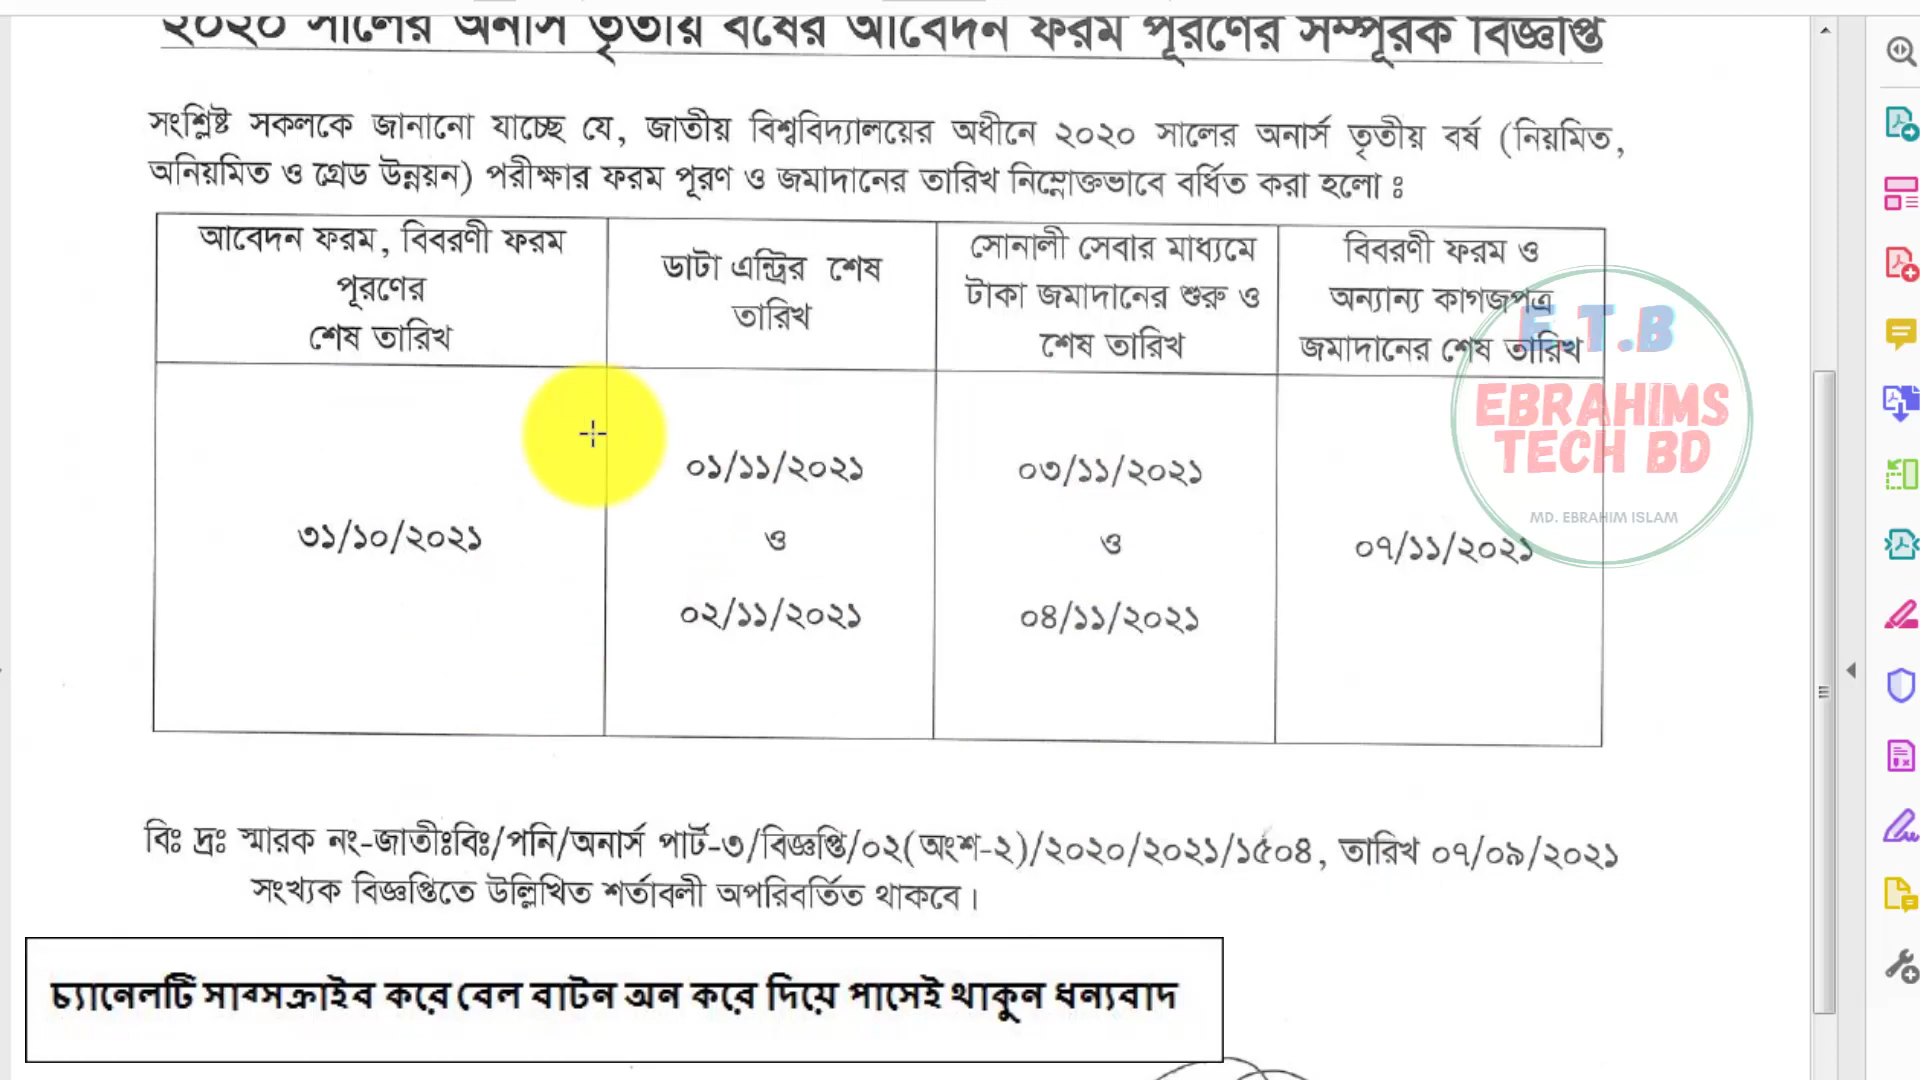 ২০২০ সালের অনার্স তৃতীয় বর্ষের আবেদন ফরম পূরণের সম্পূরক বিজ্ঞপ্তি
সংশ্লিষ্ট সকলকে জানানো যাচ্ছে যে, জাতীয় বিশ্ববিদ্যালয়ের অধীনে ২০২০ সালের অনার্স তৃতীয় বর্ষ (নিয়মিত,
অনিয়মিত ও গ্রেড উন্নয়ন) পরীক্ষার ফরম পূরণ ও জমাদানের তারিখ নিম্নোক্তভাবে বর্ধিত করা হলো ঃ
আবেদন ফরম, বিবরণী ফরম
পূরণের
শেষ তারিখ
ডাটা এন্ট্রির শেষ
তারিখ
সোনালী সেবার মাধ্যমে
টাকা জমাদানের শুরু ও
শেষ তারিখ
বিবরণী ফরম ও
অন্যান্য কাগজপত্র
জমাদানের শেষ তারিখ
৩১/১০/২০২১
০১/১১/২০২১
ও
০২/১১/২০২১
০৩/১১/২০২১
ও
০৪/১১/২০২১
০৭/১১/২০২১
E.T.B
EBRAHIMS
TECH BD
MD. EBRAHIM ISLAM
বিঃ দ্রঃ স্মারক নং-জাতীঃবিঃ/পনি/অনার্স পার্ট-৩/বিজ্ঞপ্তি/০২(অংশ-২)/২০২০/২০২১/১৫০৪, তারিখ ০৭/০৯/২০২১
সংখ্যক বিজ্ঞপ্তিতে উল্লিখিত শর্তাবলী অপরিবর্তিত থাকবে।
চ্যানেলটি সাবসক্রাইব করে বেল বাটন অন করে দিয়ে পাসেই থাকুন ধন্যবাদ